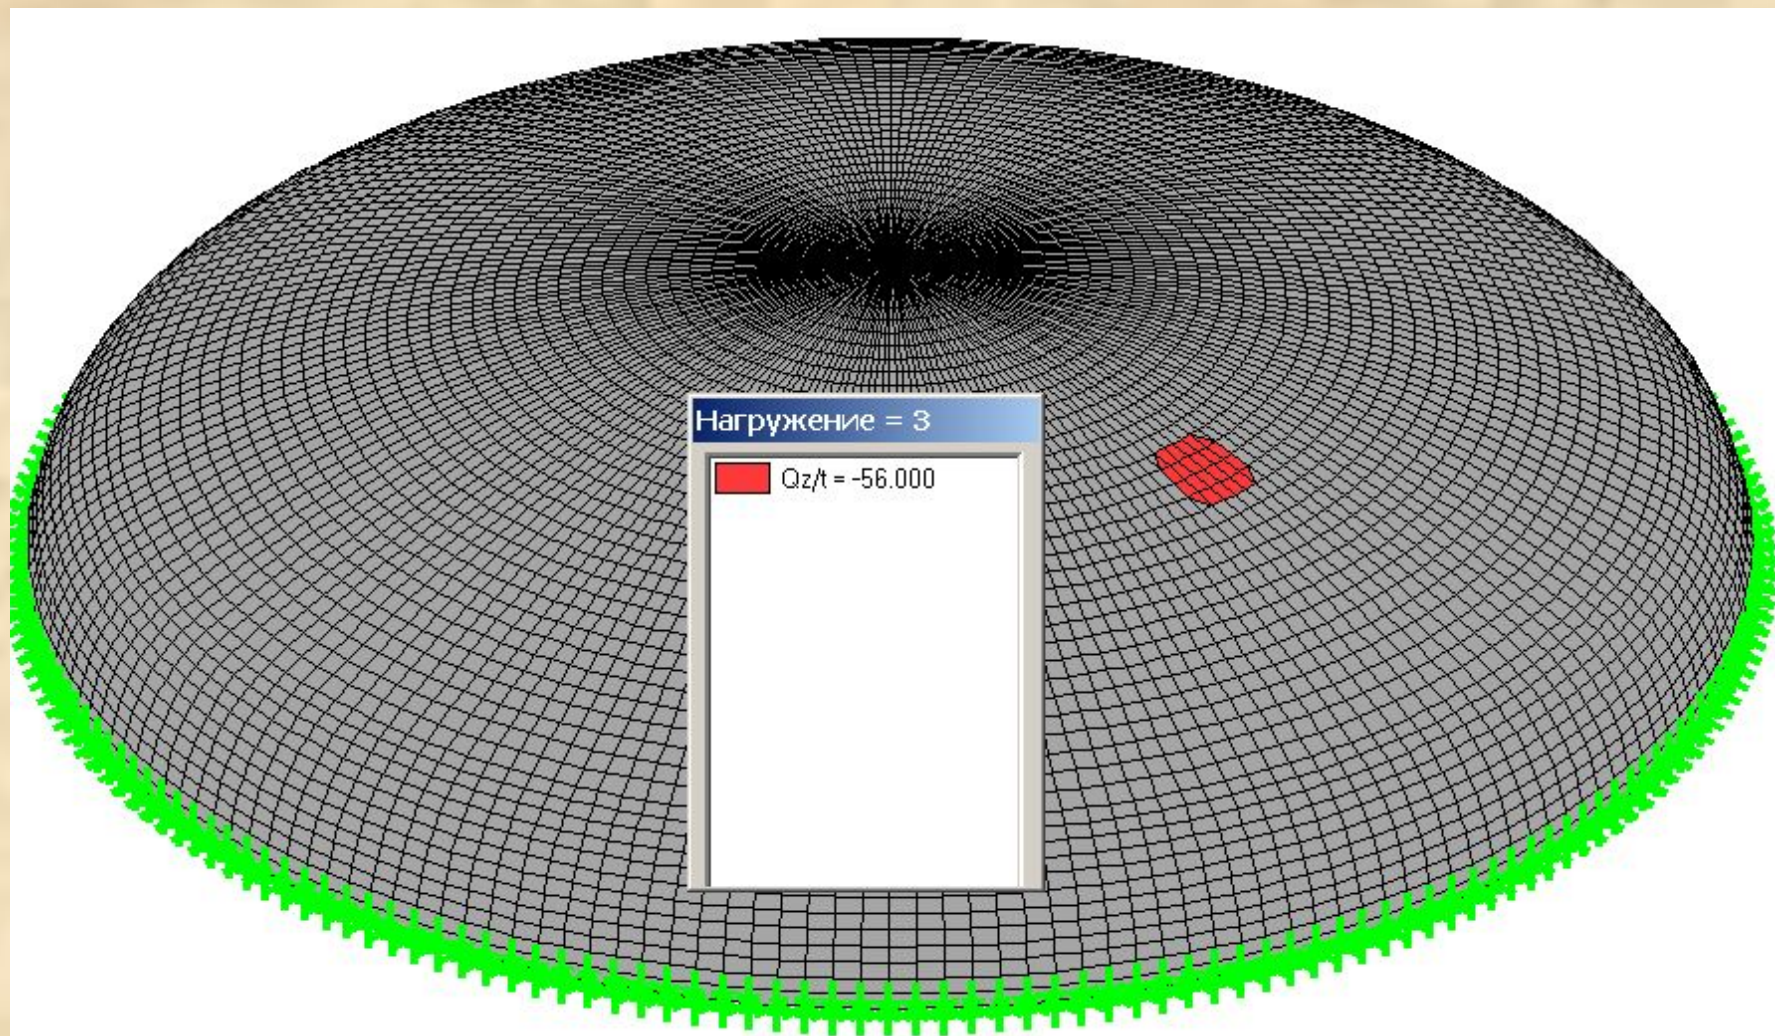 Нагружение = 3
Qz/t = -56.000